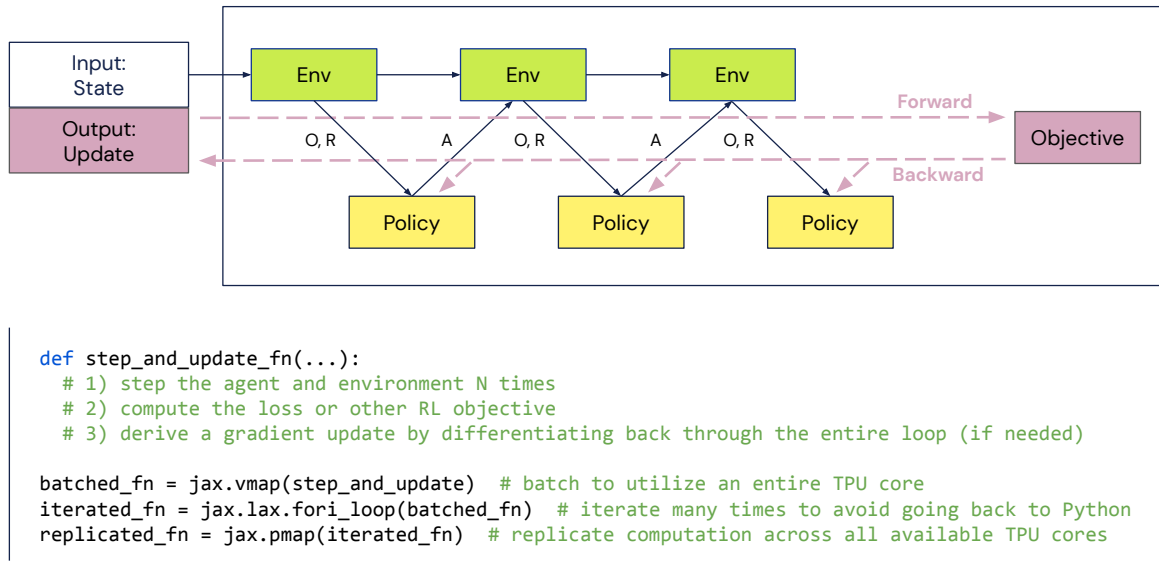 Input:
State
Output:
Update
Env
Env
Env
Forward
O, R
A
O, R
A
O, R
Objective
Backward
Policy
Policy
Policy
def step_and_update_fn(...):
# 1) step the agent and environment N times
# 2) compute the loss or other RL objective
# 3) derive a gradient update by differentiating back through the entire loop (if needed)
batched_fn = jax.vmap(step_and_update)  # batch to utilize an entire TPU core
iterated_fn = jax.lax.fori_loop(batched_fn)  # iterate many times to avoid going back to Python
replicated_fn = jax.pmap(iterated_fn)  # replicate computation across all available TPU cores